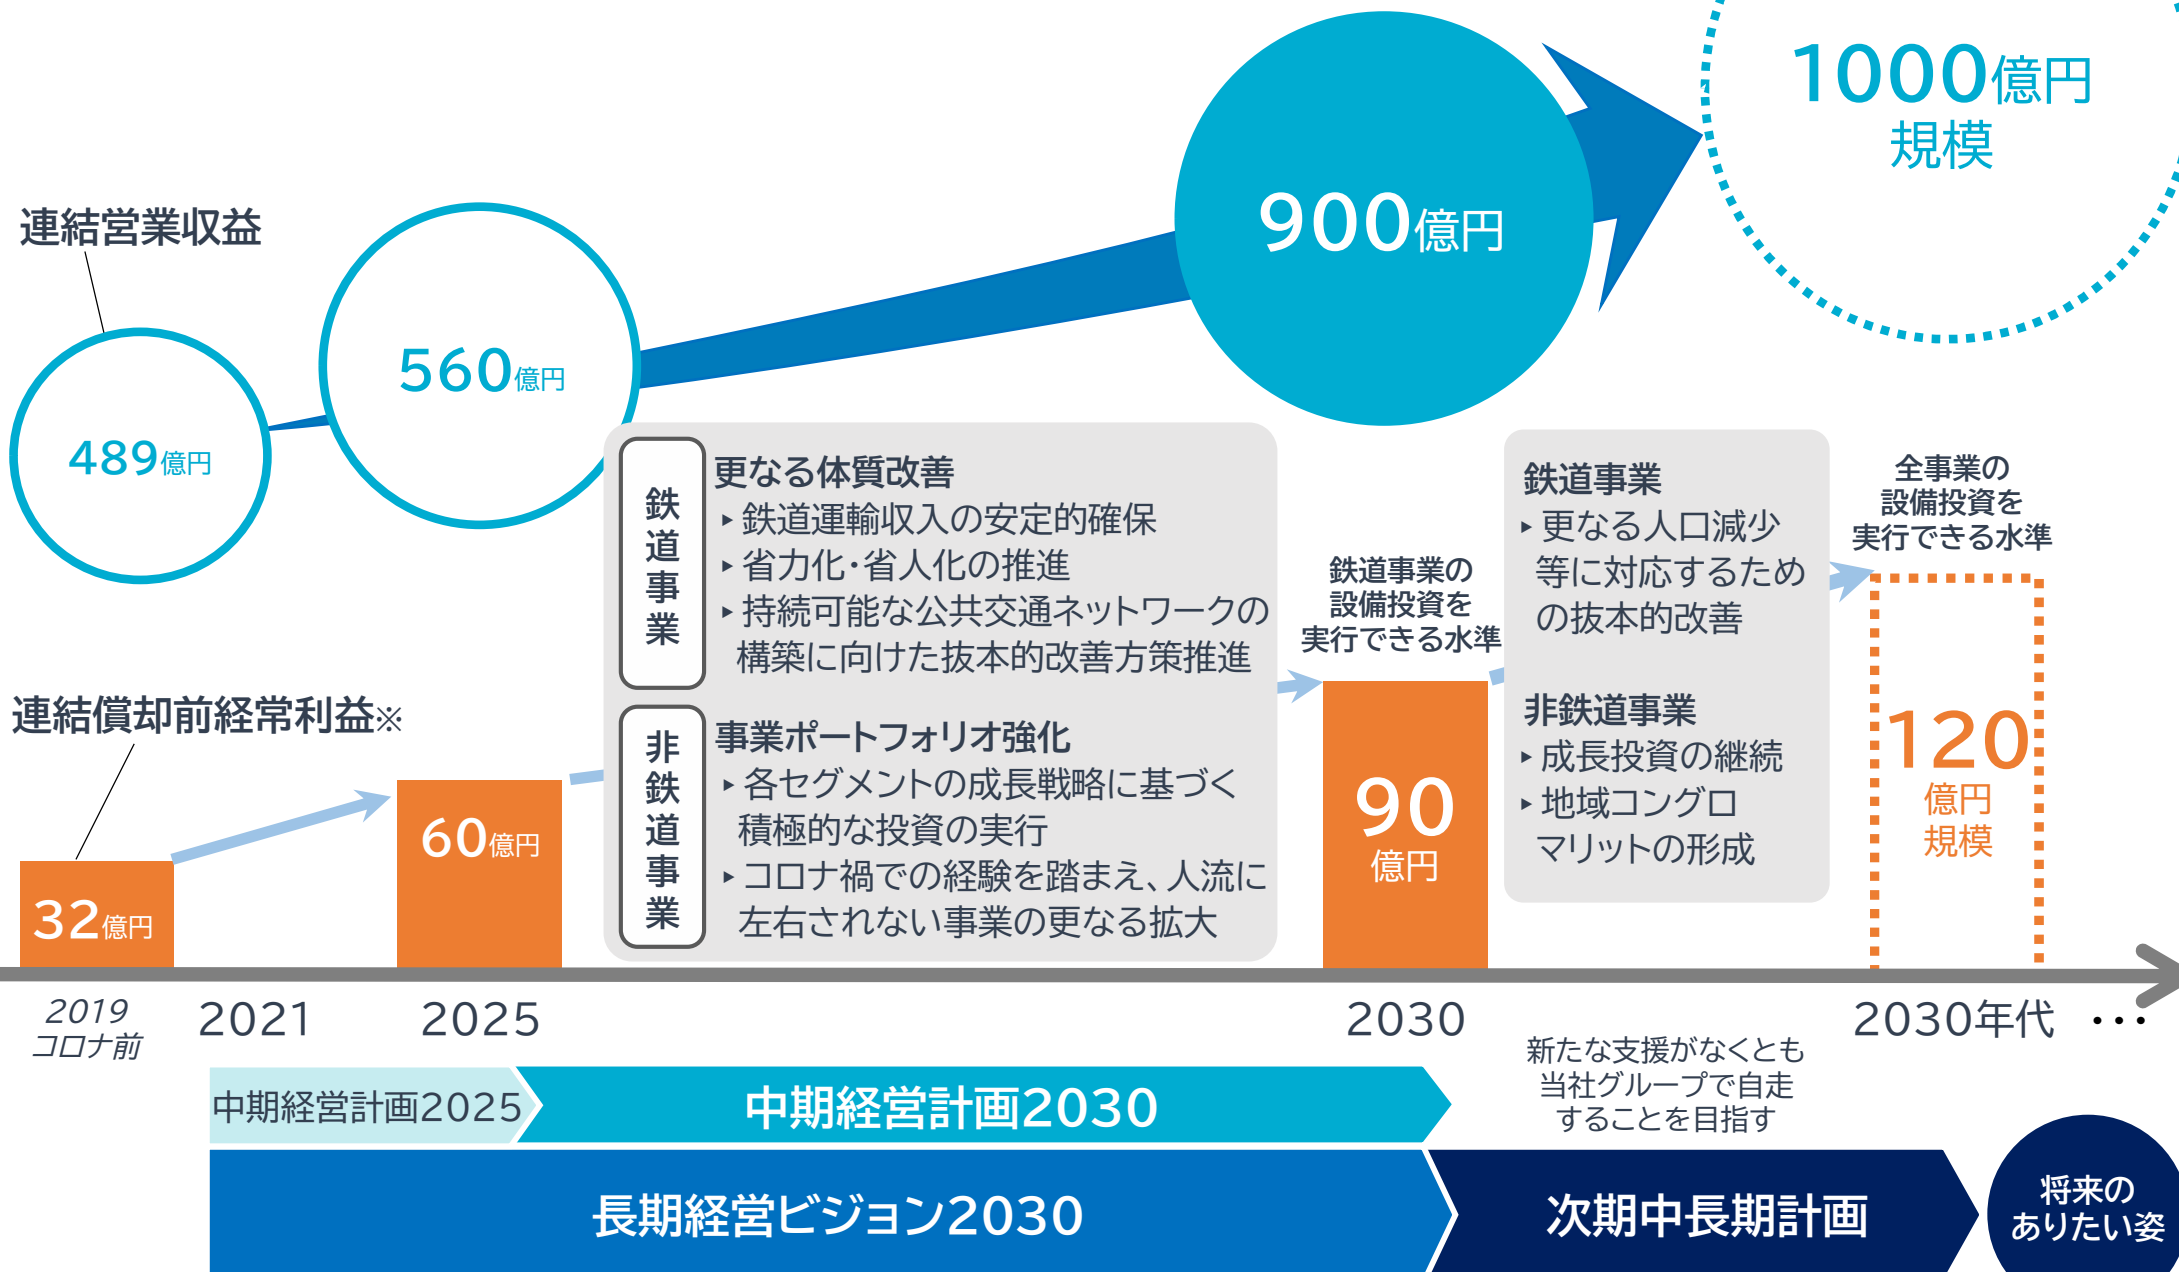 1000億円
規模
900億円
連結営業収益
560億円
489億円
鉄道事業
更なる体質改善
▸ 鉄道運輸収入の安定的確保
▸ 省力化・省人化の推進
▸ 持続可能な公共交通ネットワークの
構築に向けた抜本的改善方策推進
非鉄道事業
事業ポートフォリオ強化
▸ 各セグメントの成長戦略に基づく
積極的な投資の実行
▸ コロナ禍での経験を踏まえ、人流に
左右されない事業の更なる拡大
鉄道事業の
設備投資を
実行できる水準
鉄道事業
▸ 更なる人口減少
等に対応するため
の抜本的改善
非鉄道事業
▸ 成長投資の継続
▸ 地域コングロ
マリットの形成
全事業の
設備投資を
実行できる水準
連結償却前経常利益※
32億円
60億円
90
億円
120
億円
規模
2019
コロナ前
2021
2025
2030
2030年代 ・・・
新たな支援がなくとも
当社グループで自走
することを目指す
中期経営計画2025
中期経営計画2030
長期経営ビジョン2030
次期中長期計画
将来の
ありたい姿